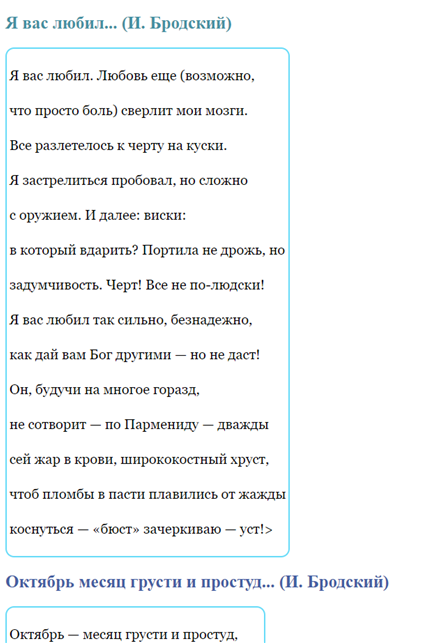 Я вас любил... (И. Бродский)
Я вас любил. Любовь еще (возможно,
что просто боль) сверлит мои мозги.
Все разлетелось к черту на куски.
Я застрелиться пробовал, но сложно
с оружием. И далее: виски:
в который вдарить? Портила не дрожь, но
задумчивость. Черт! Все не по-людски!
Я вас любил так сильно, безнадежно,
как дай вам Бог другими — но не даст!
Он, будучи на многое горазд,
не сотворит — по Пармениду — дважды
сей жар в крови, ширококостный хруст,
чтоб пломбы в пасти плавились от жажды
коснуться — «бюст» зачеркиваю — уст!>
Октябрь месяц грусти и простуд... (И. Бродский)
Октябрь — месяц грусти и простуд,